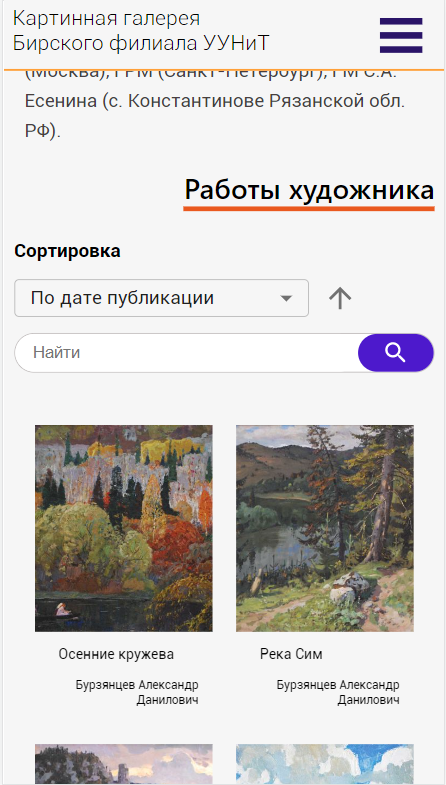 Картинная галерея
Бирского филиала УУНиТ
(Москва), ГРМ (Санкт-Петербург), ГМ С.А.
Есенина (с. Константинове Рязанской обл.
РФ).
Работы художника
Сортировка
По дате публикации
Найти
Осенние кружева
Бурзянцев Александр
Данилович
Река Сим
Бурзянцев Александр
Данилович